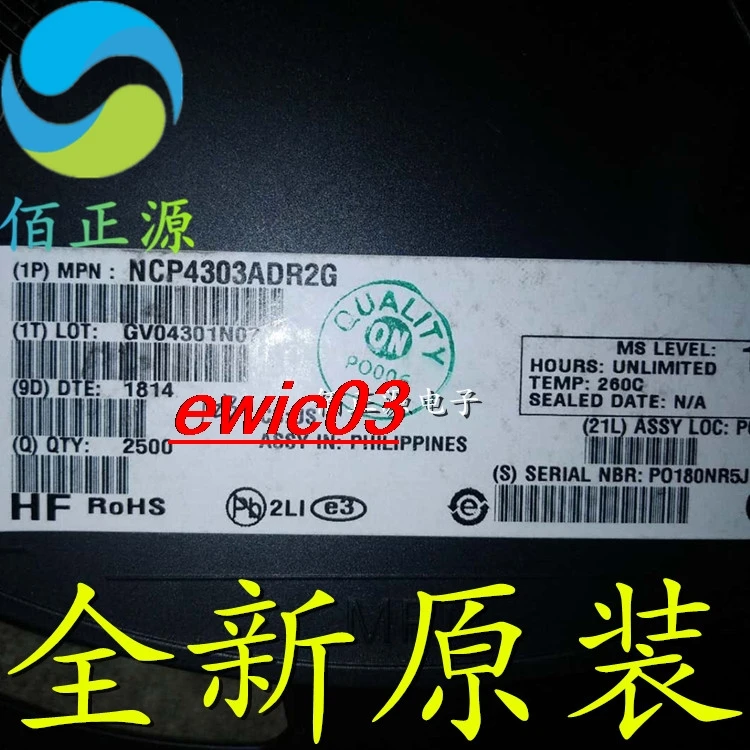 佰正源
(1P) MPN : NCP4303ADR2G
(1T) LOT: GV04301N07
QUALITY
ON
P0006
MS LEVEL:
HOURS: UNLIMITED
TEMP: 260C
SEALED DATE: N/A
(9D) DTE: 1814
ewic03
电子
(21L) ASSY LOC:
(Q) QTY: 2500
ASSY IN: PHILIPPINES
(S) SERIAL NBR: P0180NR5J
HF RoHS
Pb 2LI e3
e
全新原装